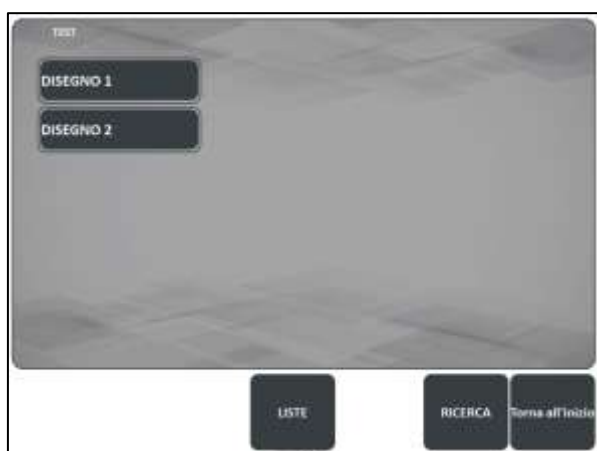 TEST
DISEGNO 1
DISEGNO 2
LISTE
RICERCA
Torna all'inizio